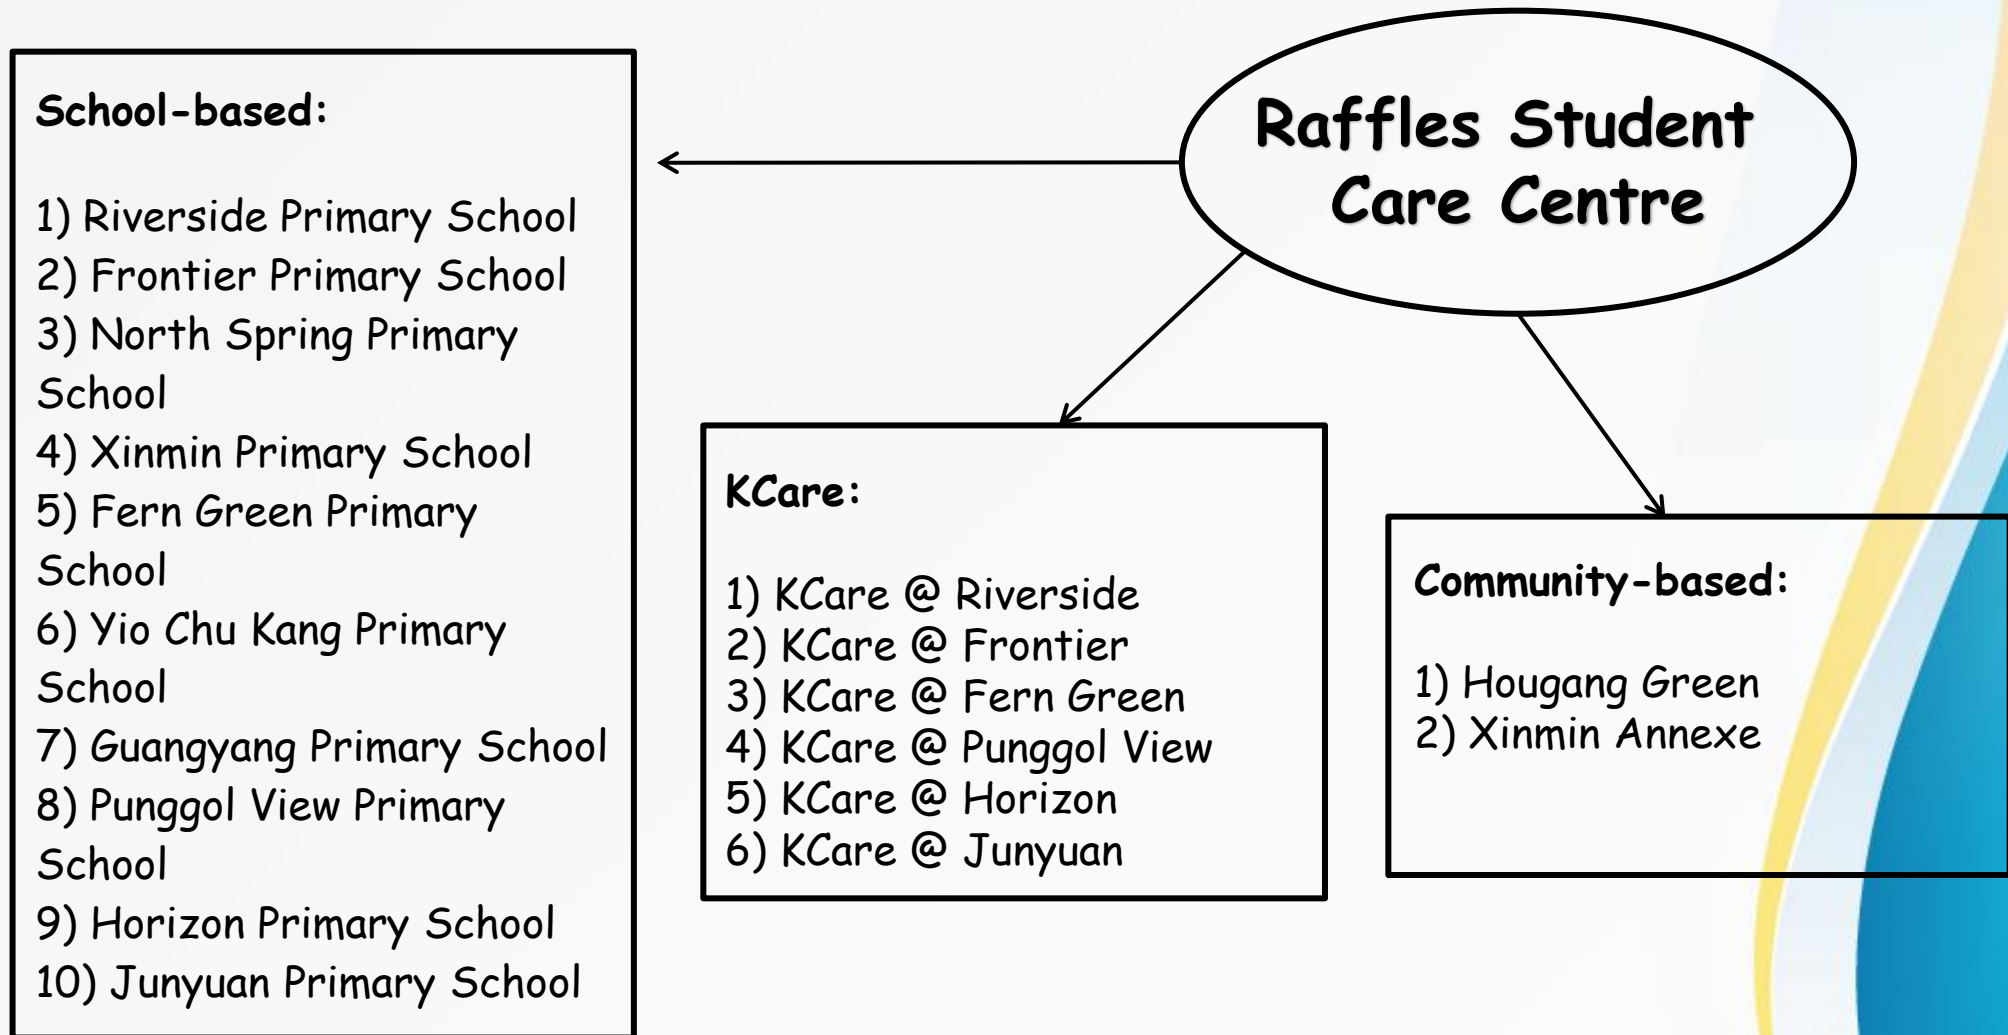 Raffles Student
Care Centre
School-based:
1) Riverside Primary School
2) Frontier Primary School
3) North Spring Primary
School
4) Xinmin Primary School
5) Fern Green Primary
School
6) Yio Chu Kang Primary
School
7) Guangyang Primary School
8) Punggol View Primary
School
9) Horizon Primary School
10) Junyuan Primary School
KCare:
1) KCare @ Riverside
2) KCare @ Frontier
3) KCare @ Fern Green
4) KCare @ Punggol View
5) KCare @ Horizon
6) KCare @ Junyuan
Community-based:
1) Hougang Green
2) Xinmin Annexe